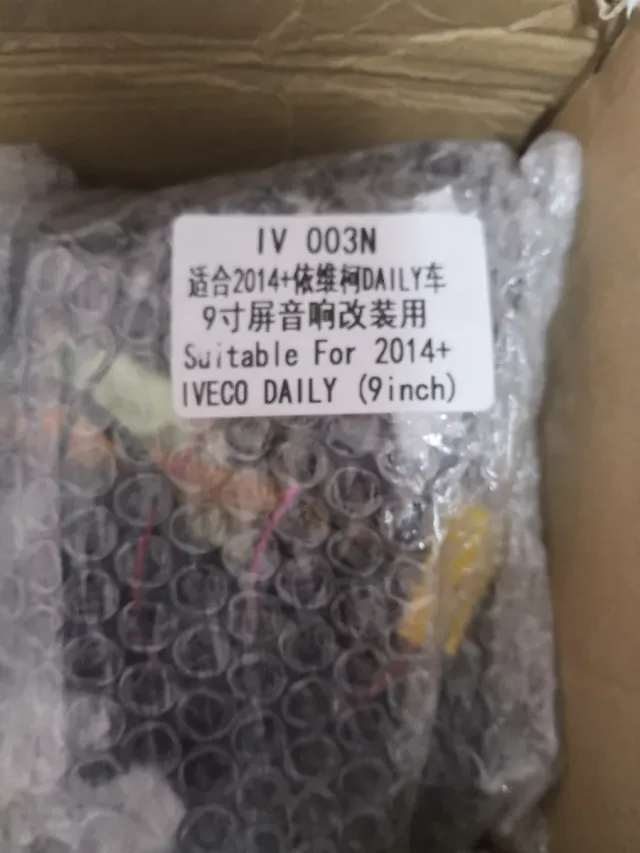 IV 003N
适合2014+依维柯DAILY车
9寸屏音响改装用
Suitable For 2014+
IVECO DAILY (9inch)